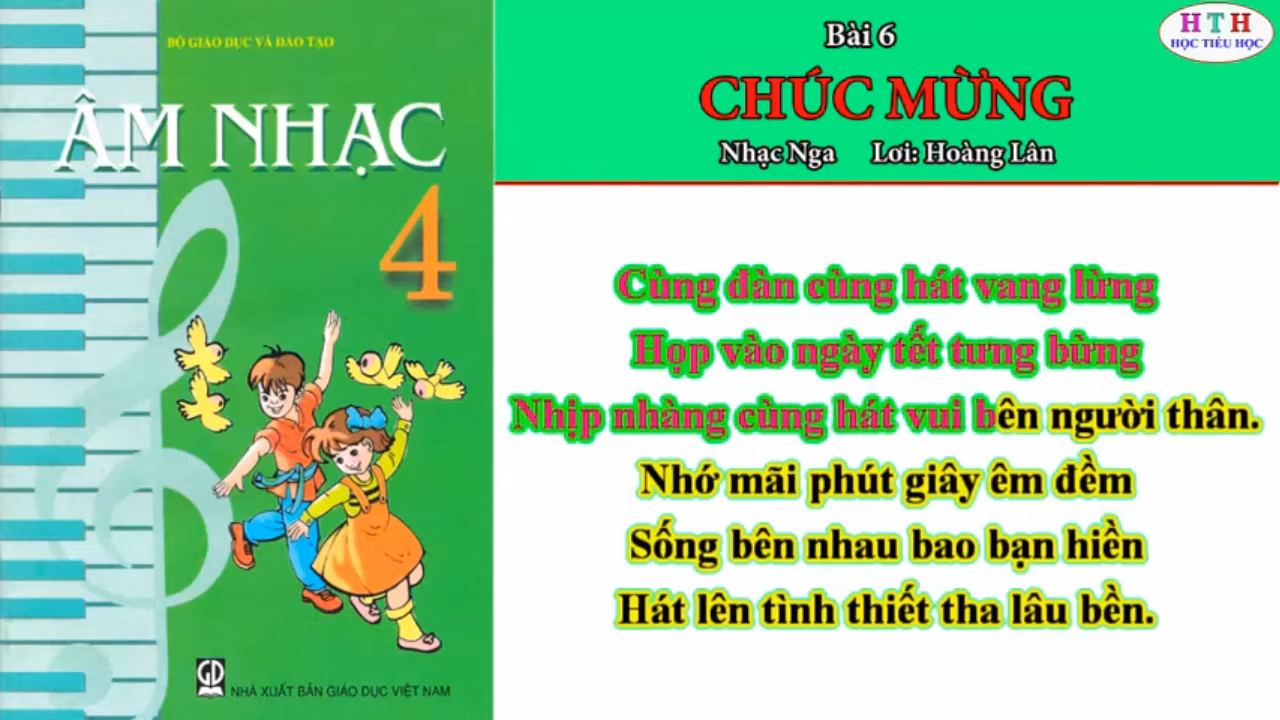 BỘ GIÁO DỤC VÀ ĐÀO TẠO
ÂM NHẠC
4
GD
NHÀ XUẤT BẢN GIÁO DỤC VIỆT NAM
Bài 6
CHÚC MỪNG
Nhạc Nga Lơi: Hoàng Lân
HTH
HỌC TIỂU HỌC
Cùng đàn cùng hát vang lừng
Họp vào ngày tết tưng bừng
Nhịp nhàng cùng hát vui bên người thân.
Nhớ mãi phút giây êm đềm
Sống bên nhau bao bạn hiền
Hát lên tình thiết tha lâu bền.